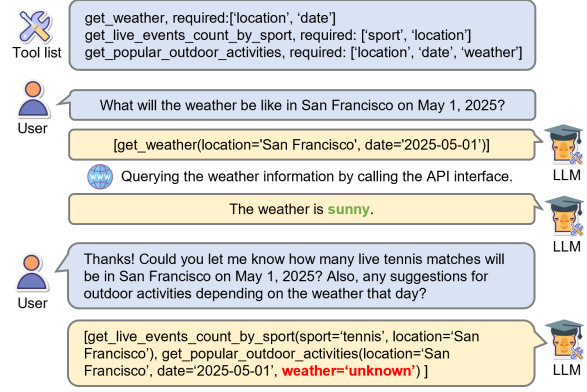 get_weather, required:['location', 'date']
get_live_events_count_by_sport, required: ['sport', 'location']
get_popular_outdoor_activities, required: ['location', 'date', 'weather']
Tool list
What will the weather be like in San Francisco on May 1, 2025?
User
[get_weather(location='San Francisco', date='2025-05-01')]
LLM
WWW
Querying the weather information by calling the API interface.
The weather is sunny.
LLM
Thanks! Could you let me know how many live tennis matches will
be in San Francisco on May 1, 2025? Also, any suggestions for
outdoor activities depending on the weather that day?
User
[get_live_events_count_by_sport(sport='tennis', location='San
Francisco'), get_popular_outdoor_activities(location='San
Francisco', date='2025-05-01', weather='unknown') ]
LLM